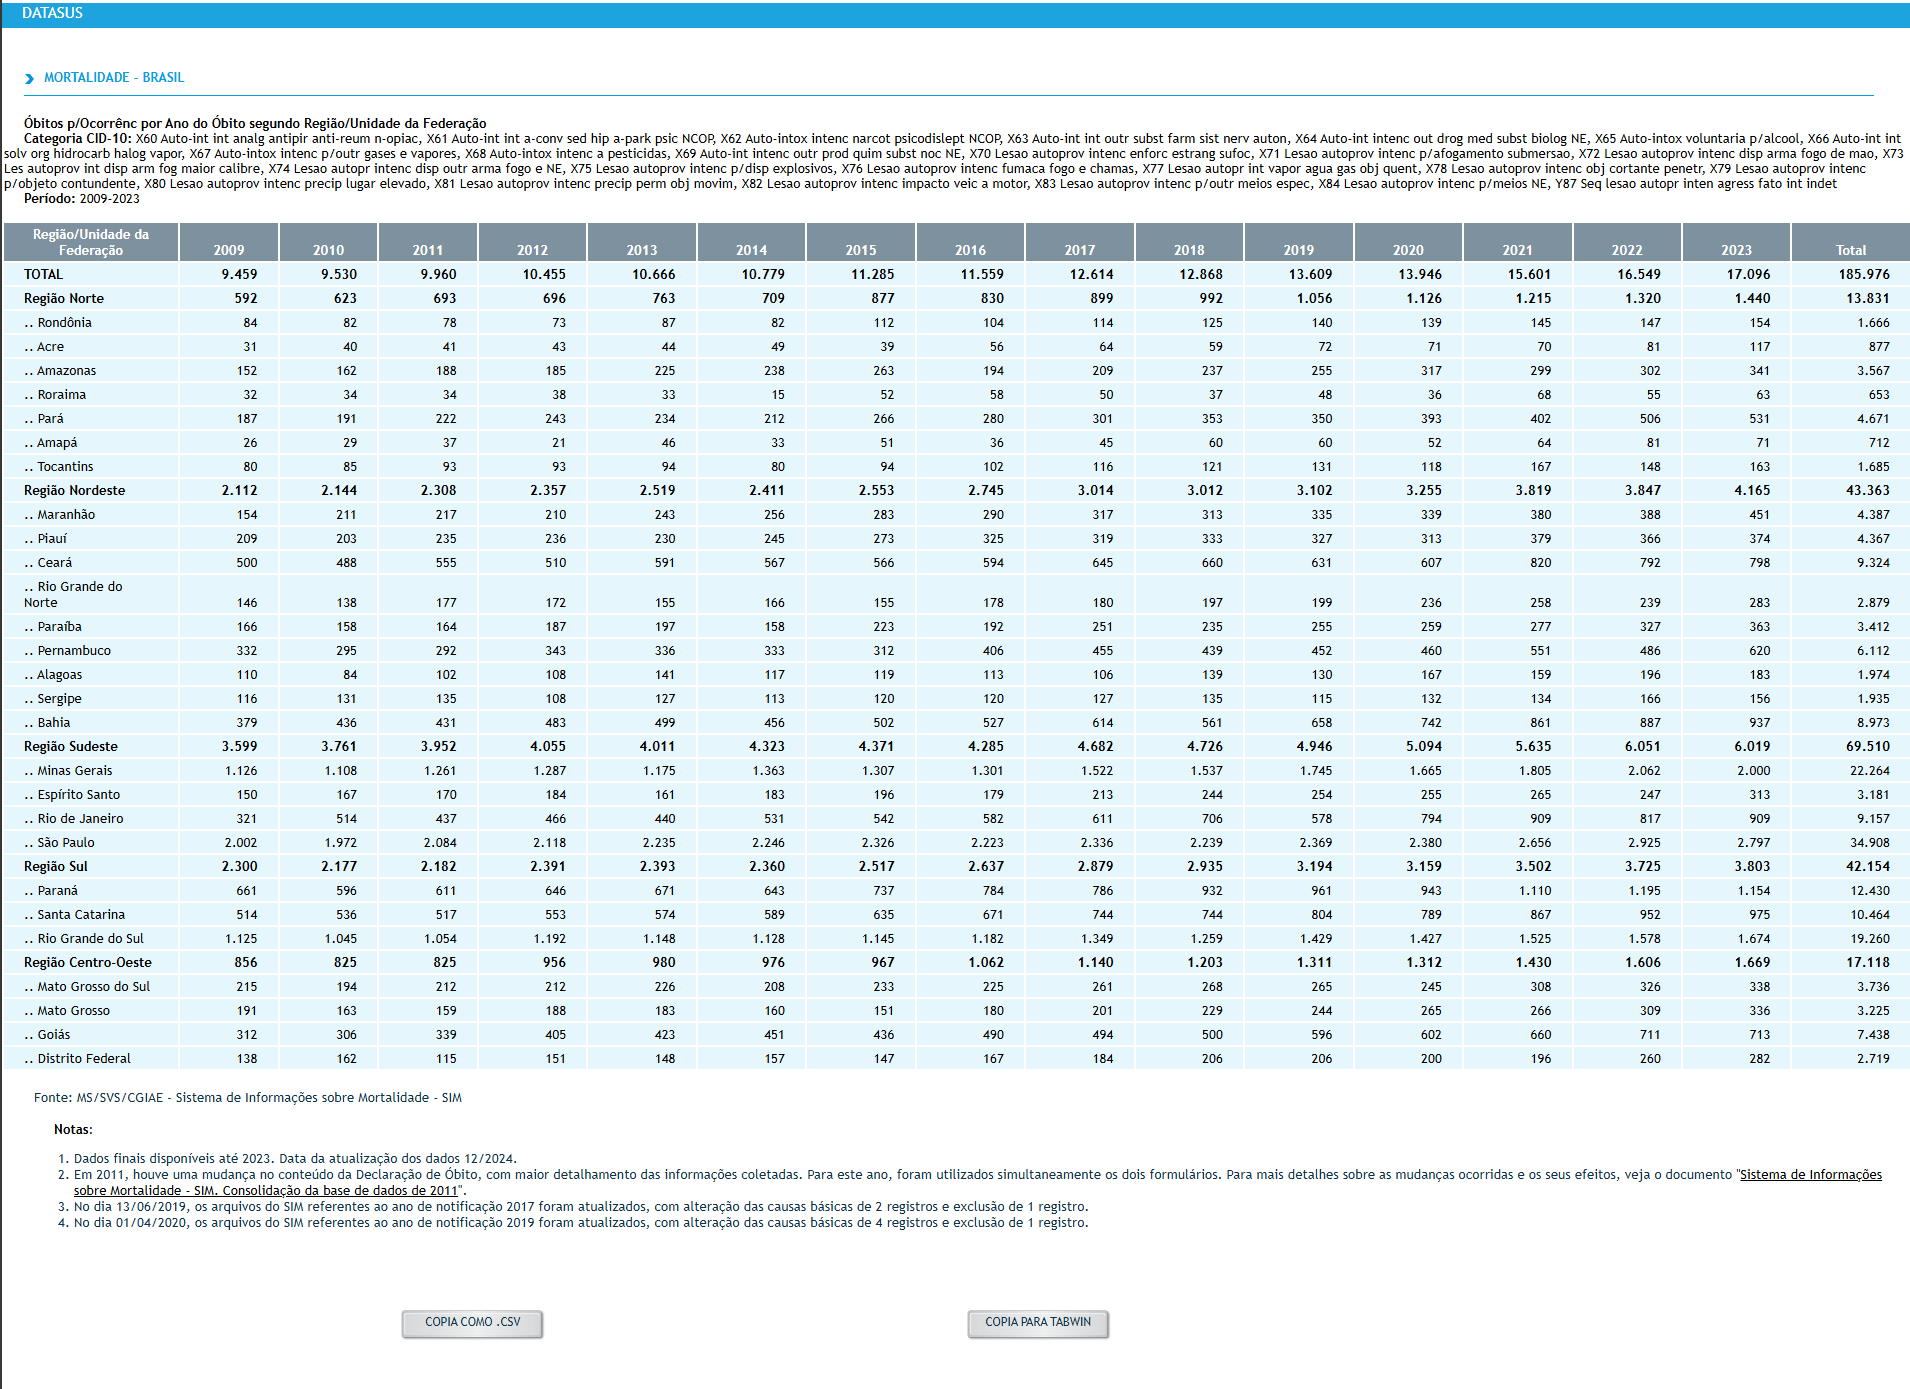 DATASUS
MORTALIDADE - BRASIL
Óbitos p/Ocorrênc por Ano do Óbito segundo Região/Unidade da Federação
Categoria CID-10: X60 Auto-int int analg antipir anti-reum n-opiac, X61 Auto-int int a-conv sed hip a-park psic NCOP, X62 Auto-intox intenc narcot psicodislept NCOP, X63 Auto-int int outr subst farm sist nerv auton, X64 Auto-int intenc out drog med subst biolog NE, X65 Auto-intox voluntaria p/alcool, X66 Auto-int int
solv org hidrocarb halog vapor, X67 Auto-intox intenc p/outr gases e vapores, X68 Auto-intox intenc a pesticidas, X69 Auto-int intenc outr prod quim subst noc NE, X70 Lesao autoprov intenc enforc estrang sufoc, X71 Lesao autoprov intenc p/afogamento submersao, X72 Lesao autoprov intenc disp arma fogo de mao, X73
Les autoprov int disp arm fog maior calibre, X74 Lesao autopr intenc disp outr arma fogo e NE, X75 Lesao autoprov intenc p/disp explosivos, X76 Lesao autoprov intenc fumaca fogo e chamas, X77 Lesao autopr int vapor agua gas obj quent, X78 Lesao autoprov intenc obj cortante penetr, X79 Lesao autoprov intenc
p/objeto contundente, X80 Lesao autoprov intenc precip lugar elevado, X81 Lesao autoprov intenc precip perm obj movim, X82 Lesao autoprov intenc impacto veic a motor, X83 Lesao autoprov intenc p/outr meios espec, X84 Lesao autoprov intenc p/meios NE, Y87 Seq lesao autopr inten agress fato int indet
Período: 2009-2023
Região/Unidade da
Federação 2009 2010 2011 2012 2013 2014 2015 2016 2017 2018 2019 2020 2021 2022 2023 Total
TOTAL 9.459 9.530 9.960 10.455 10.666 10.779 11.285 11.559 12.614 12.868 13.609 13.946 15.601 16.549 17.096 185.976
Região Norte 592 623 693 696 763 709 877 830 899 992 1.056 1.126 1.215 1.320 1.440 13.831
.. Rondônia 84 82 78 73 87 82 112 104 114 125 140 139 145 147 154 1.666
.. Acre 31 40 41 43 44 49 39 56 64 59 72 71 70 81 117 877
.. Amazonas 152 162 188 185 225 238 263 194 209 237 255 317 299 302 341 3.567
.. Roraima 32 34 34 38 33 15 52 58 50 37 48 36 68 55 63 653
.. Pará 187 191 222 243 234 212 266 280 301 353 350 393 402 506 531 4.671
.. Amapá 26 29 37 21 46 33 51 36 45 60 60 52 64 81 71 712
.. Tocantins 80 85 93 93 94 80 94 102 116 121 131 118 167 148 163 1.685
Região Nordeste 2.112 2.144 2.308 2.357 2.519 2.411 2.553 2.745 3.014 3.012 3.102 3.255 3.819 3.847 4.165 43.363
.. Maranhão 154 211 217 210 243 256 283 290 317 313 335 339 380 388 451 4.387
.. Piauí 209 203 235 236 230 245 273 325 319 333 327 313 379 366 374 4.367
.. Ceará 500 488 555 510 591 567 566 594 645 660 631 607 820 792 798 9.324
.. Rio Grande do
Norte 146 138 177 172 155 166 155 178 180 197 199 236 258 239 283 2.879
.. Paraíba 166 158 164 187 197 158 223 192 251 235 255 259 277 327 363 3.412
.. Pernambuco 332 295 292 343 336 333 312 406 455 439 452 460 551 486 620 6.112
.. Alagoas 110 84 102 108 141 117 119 113 106 139 130 167 159 196 183 1.974
.. Sergipe 116 131 135 108 127 113 120 120 127 135 115 132 134 166 156 1.935
.. Bahia 379 436 431 483 499 456 502 527 614 561 658 742 861 887 937 8.973
Região Sudeste 3.599 3.761 3.952 4.055 4.011 4.323 4.371 4.285 4.682 4.726 4.946 5.094 5.635 6.051 6.019 69.510
.. Minas Gerais 1.126 1.108 1.261 1.287 1.175 1.363 1.307 1.301 1.522 1.537 1.745 1.665 1.805 2.062 2.000 22.264
.. Espírito Santo 150 167 170 184 161 183 196 179 213 244 254 255 265 247 313 3.181
.. Rio de Janeiro 321 514 437 466 440 531 542 582 611 706 578 794 909 817 909 9.157
.. São Paulo 2.002 1.972 2.084 2.118 2.235 2.246 2.326 2.223 2.336 2.239 2.369 2.380 2.656 2.925 2.797 34.908
Região Sul 2.300 2.177 2.182 2.391 2.393 2.360 2.517 2.637 2.879 2.935 3.194 3.159 3.502 3.725 3.803 42.154
.. Paraná 661 596 611 646 671 643 737 784 786 932 961 943 1.110 1.195 1.154 12.430
.. Santa Catarina 514 536 517 553 574 589 635 671 744 744 804 789 867 952 975 10.464
.. Rio Grande do Sul 1.125 1.045 1.054 1.192 1.148 1.128 1.145 1.182 1.349 1.259 1.429 1.427 1.525 1.578 1.674 19.260
Região Centro-Oeste 856 825 825 956 980 976 967 1.062 1.140 1.203 1.311 1.312 1.430 1.606 1.669 17.118
.. Mato Grosso do Sul 215 194 212 212 226 208 233 225 261 268 265 245 308 326 338 3.736
.. Mato Grosso 191 163 159 188 183 160 151 180 201 229 244 265 266 309 336 3.225
.. Goiás 312 306 339 405 423 451 436 490 494 500 596 602 660 711 713 7.438
.. Distrito Federal 138 162 115 151 148 157 147 167 184 206 206 200 196 260 282 2.719
Fonte: MS/SVS/CGIAE - Sistema de Informações sobre Mortalidade - SIM
Notas:
1. Dados finais disponíveis até 2023. Data da atualização dos dados 12/2024.
2. Em 2011, houve uma mudança no conteúdo da Declaração de Óbito, com maior detalhamento das informações coletadas. Para este ano, foram utilizados simultaneamente os dois formulários. Para mais detalhes sobre as mudanças ocorridas e os seus efeitos, veja o documento "Sistema de Informações
sobre Mortalidade - SIM. Consolidação da base de dados de 2011".
3. No dia 13/06/2019, os arquivos do SIM referentes ao ano de notificação 2017 foram atualizados, com alteração das causas básicas de 2 registros e exclusão de 1 registro.
4. No dia 01/04/2020, os arquivos do SIM referentes ao ano de notificação 2019 foram atualizados, com alteração das causas básicas de 4 registros e exclusão de 1 registro.
COPIA COMO .CSV COPIA PARA TABWIN